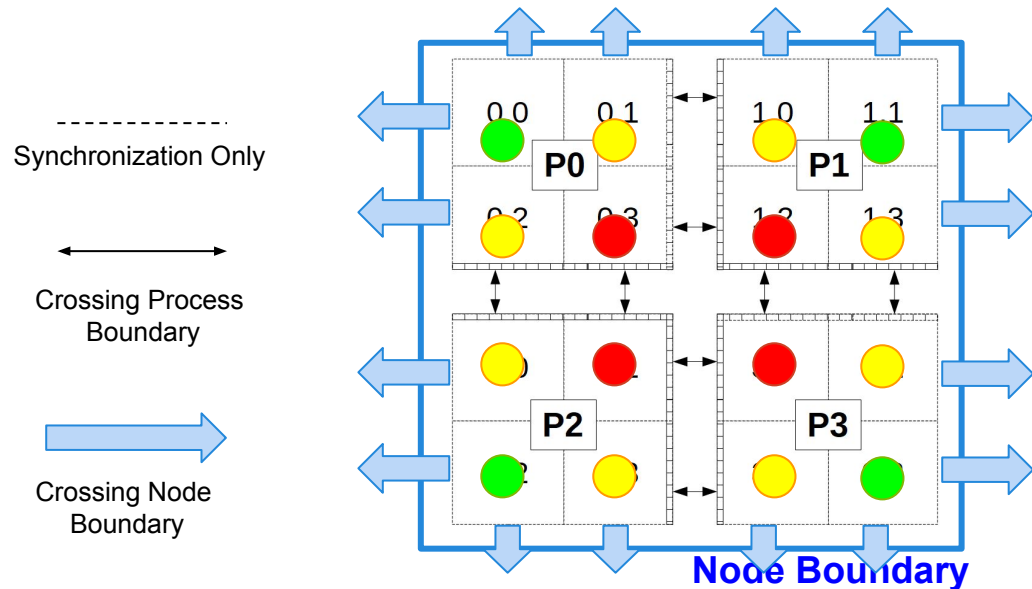 0.0 0.1 1.0 1.1
Synchronization Only
P0 P1
0.2 0.3 1.2 1.3
Crossing Process
Boundary
P2 P3
Crossing Node
Boundary
Node Boundary